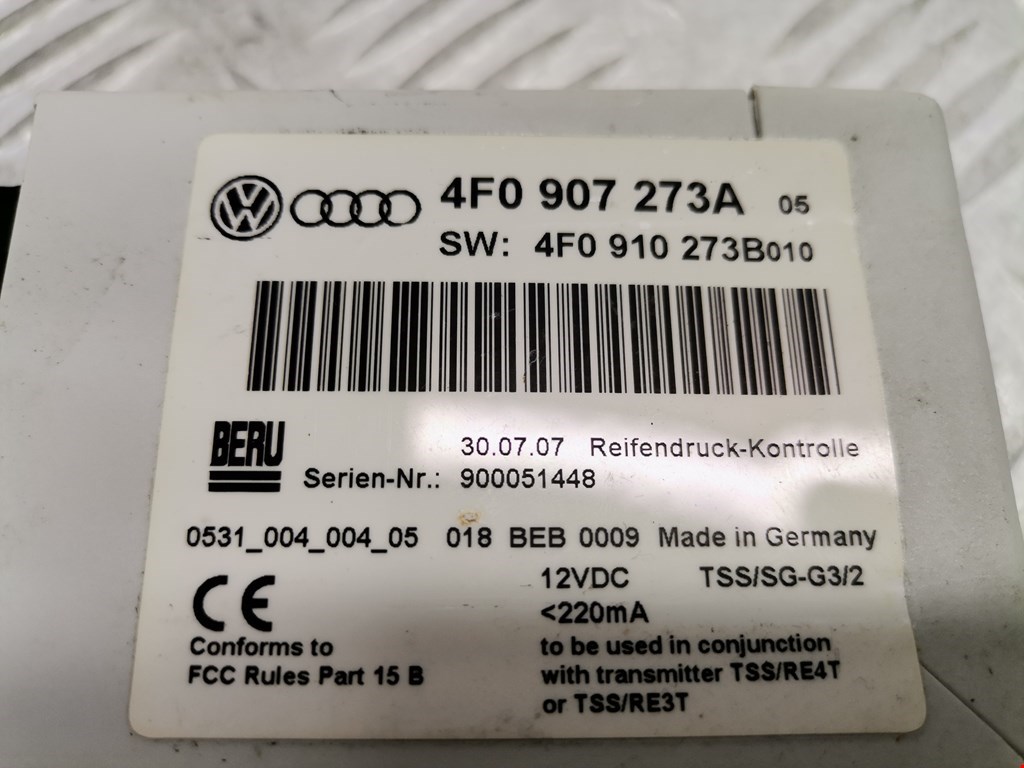 4F0 907 273A 05
SW: 4F0 910 273B010
BERU
30.07.07 Reifendruck-Kontrolle
Serien-Nr.: 900051448
0531_004_004_05 018 BEB 0009 Made in Germany
CE
12VDC TSS/SG-G3/2
<220mA
Conforms to
FCC Rules Part 15 B
to be used in conjunction
with transmitter TSS/RE4T
or TSS/RE3T